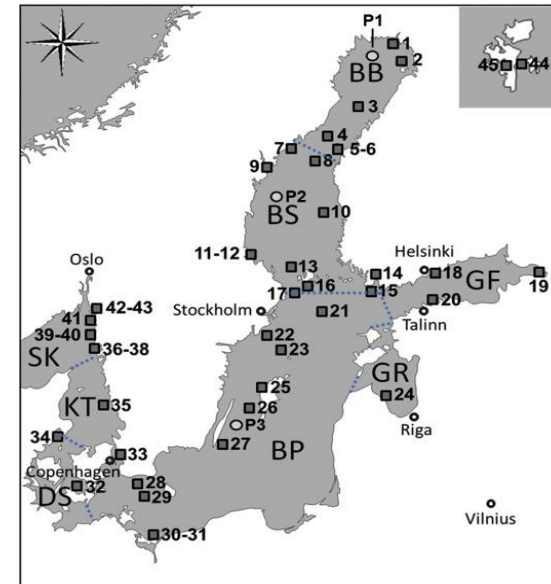 P1
1
2
BB
45
44
3
4
7
5-6
8
9
P2
BS
10
11-12
13
14
Helsinki
18
GF
Oslo
16
15
17
20
19
Stockholm
Talinn
42-43
21
41
39-40
22
SK
36-38
23
GR
KT
35
25
24
26
Riga
34
P3
33
27
BP
Copenhagen
28
DS
32
29
Vilnius
30-31